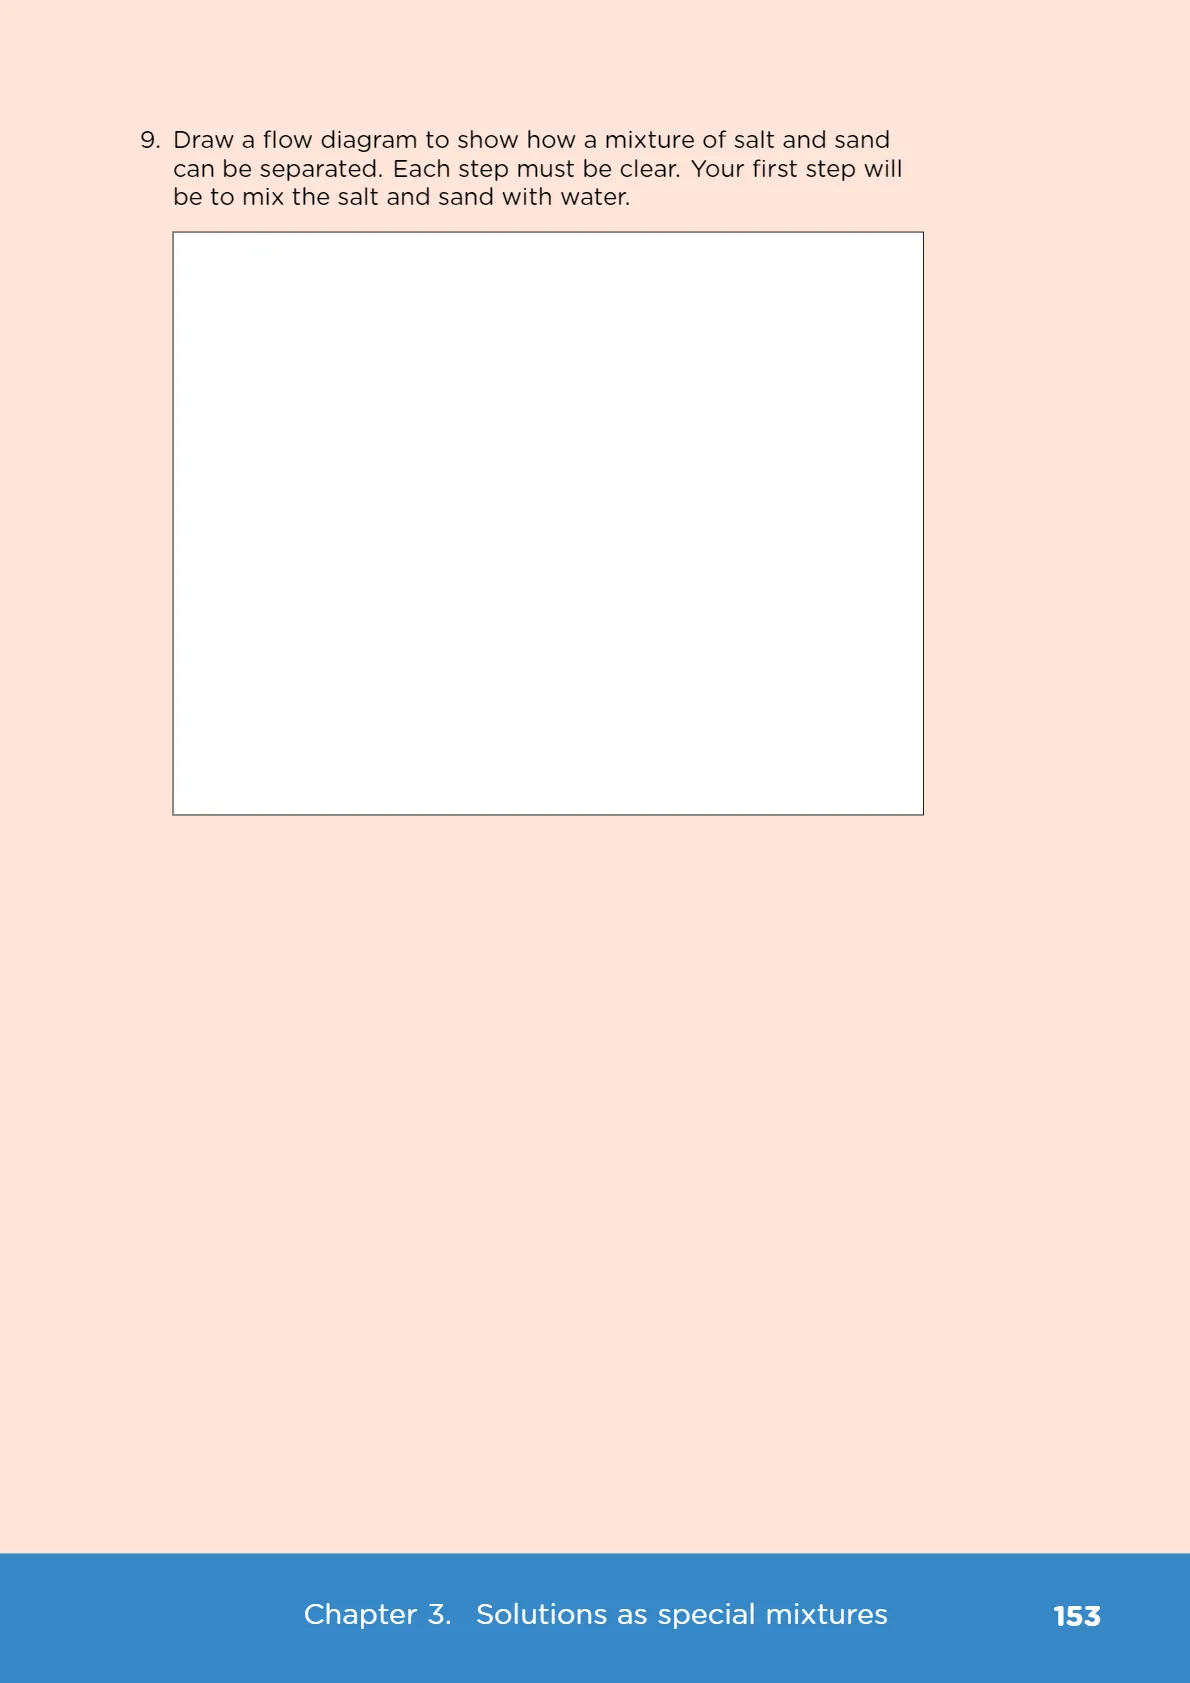 9. Draw a flow diagram to show how a mixture of salt and sand
can be separated. Each step must be clear. Your first step will
be to mix the salt and sand with water.
Chapter 3. Solutions as special mixtures 153